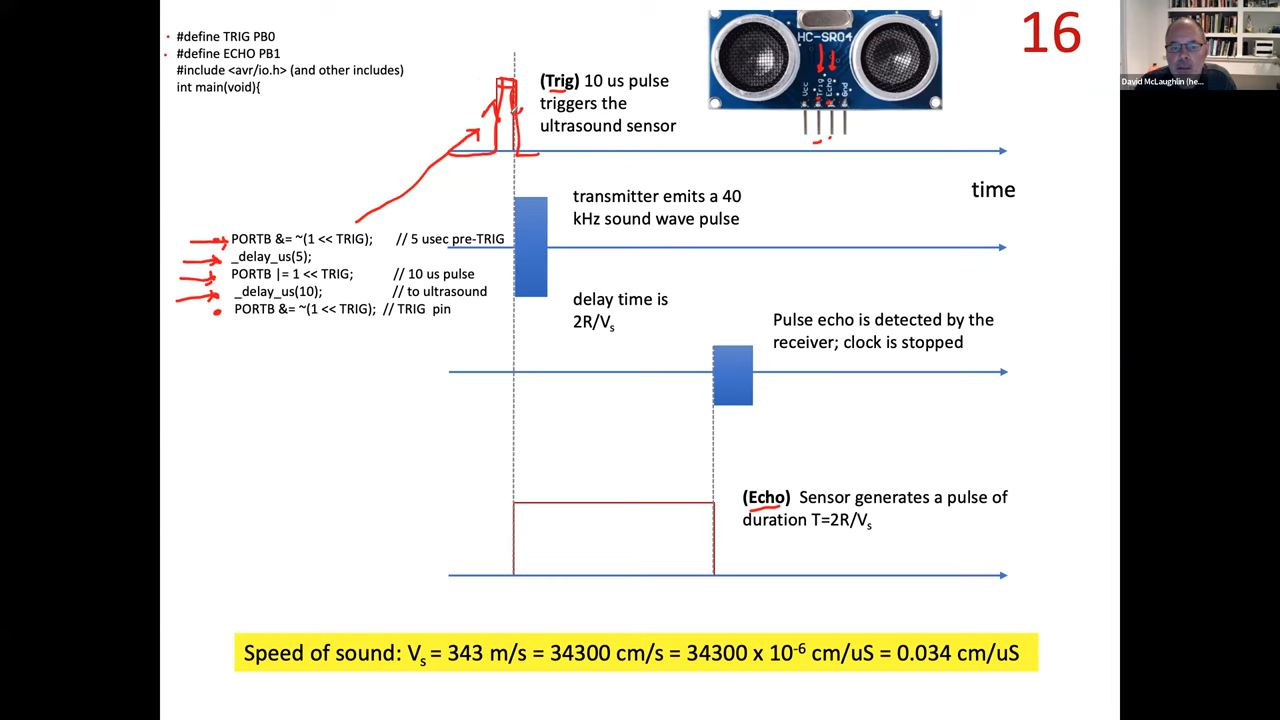 #define TRIG PB0
#define ECHO PB1
#include <avr/io.h> (and other includes)
int main(void){
16
HC-SR04
Vcc
Trig
Echo
Gnd
David McLaughlin (he...
(Trig) 10 us pulse
triggers the
ultrasound sensor
time
transmitter emits a 40
kHz sound wave pulse
PORTB &= ~(1 << TRIG); // 5 usec pre-TRIG
_delay_us(5);
PORTB |= 1 << TRIG; // 10 us pulse
_delay_us(10); // to ultrasound
PORTB &= ~(1 << TRIG); // TRIG pin
delay time is
2R/Vs
Pulse echo is detected by the
receiver; clock is stopped
(Echo) Sensor generates a pulse of
duration T=2R/Vs
Speed of sound: Vs = 343 m/s = 34300 cm/s = 34300 x 10-6 cm/uS = 0.034 cm/uS